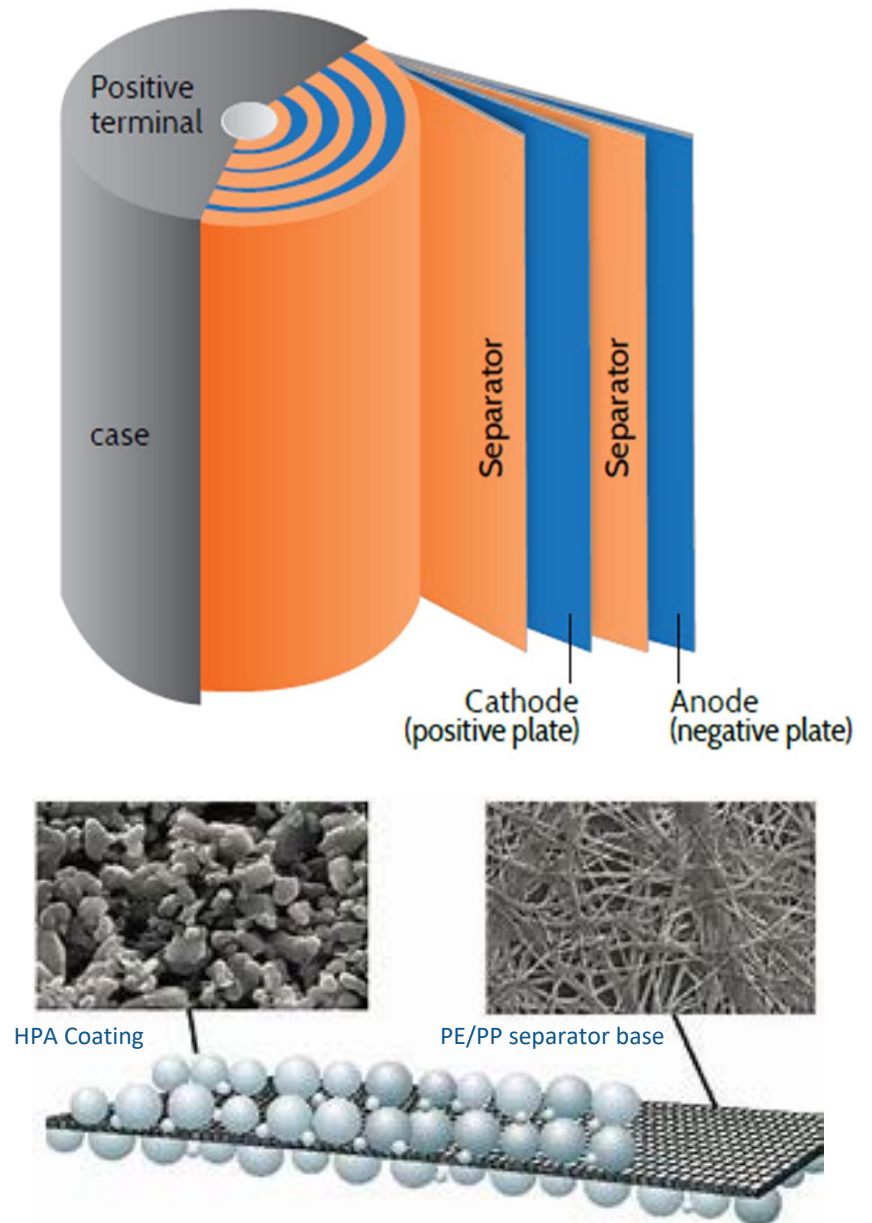 Positive
terminal
case
Separator
Separator
Cathode
(positive plate)
Anode
(negative plate)
HPA Coating
PE/PP separator base